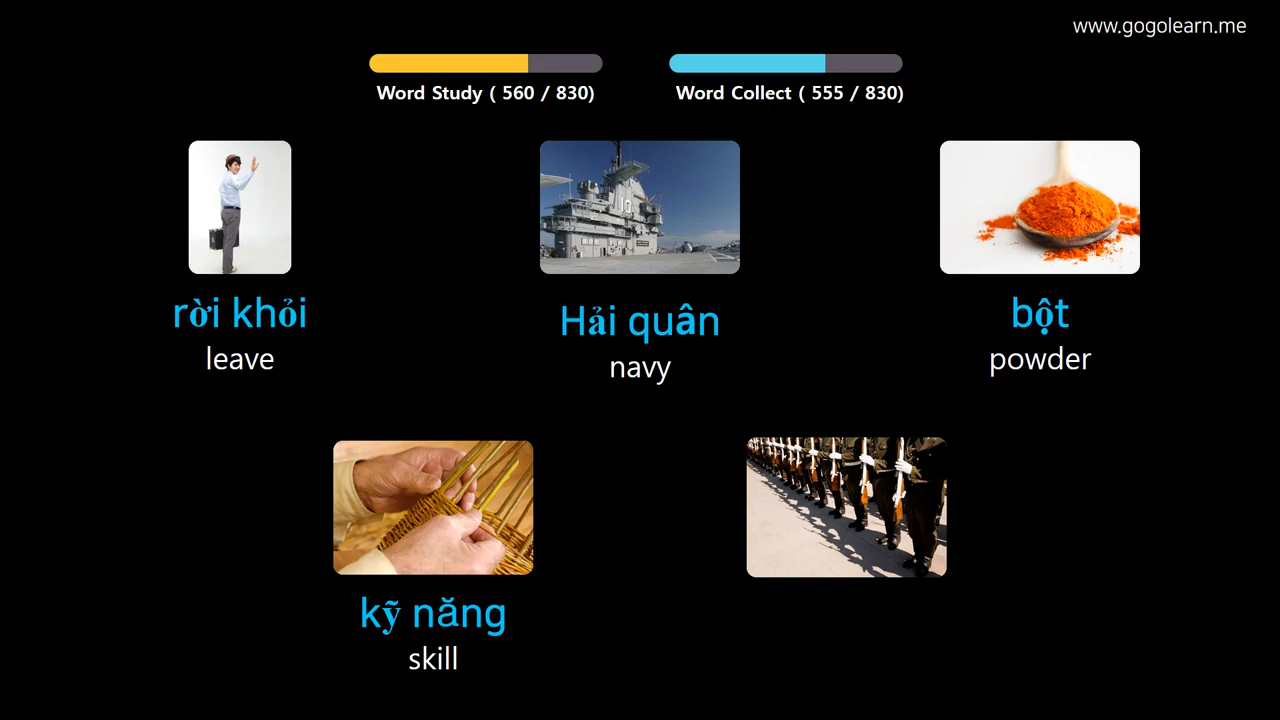 www.gogolearn.me
Word Study ( 560 / 830)
Word Collect ( 555 / 830)
rời khỏi
leave
Hải quân
navy
bột
powder
kỹ năng
skill